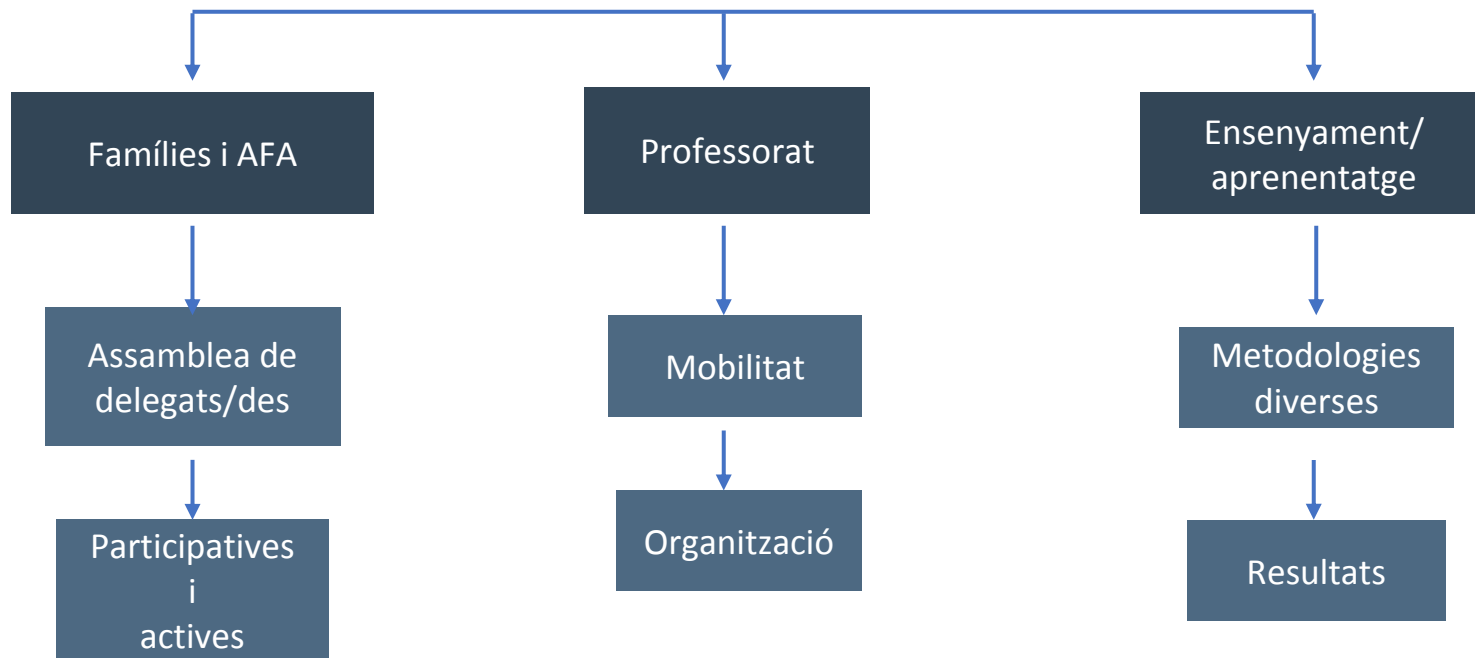 Famílies i AFA
Professorat
Ensenyament/
aprenentatge
Assamblea de
delegats/des
Mobilitat
Metodologies
diverses
Participatives
i
actives
Organització
Resultats